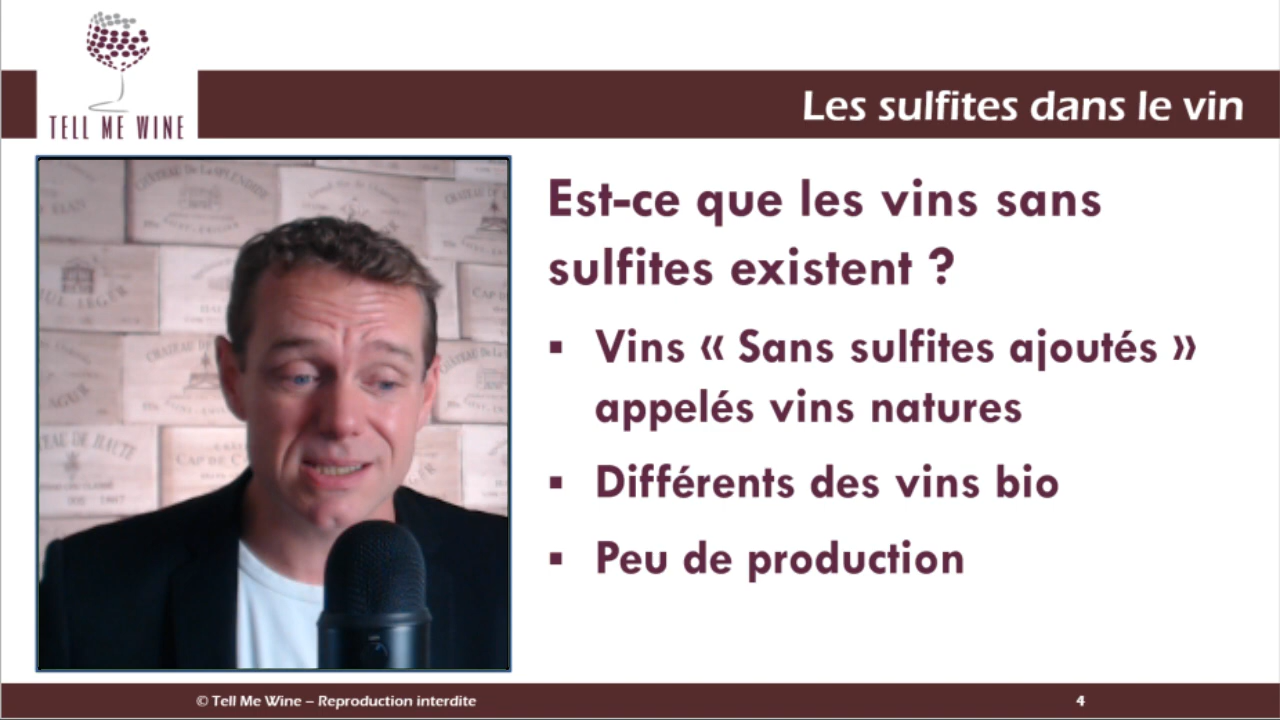 TELL ME WINE
Les sulfites dans le vin
Est-ce que les vins sans
sulfites existent ?
▪ Vins « Sans sulfites ajoutés »
appelés vins natures
▪ Différents des vins bio
▪ Peu de production
© Tell Me Wine – Reproduction interdite
4